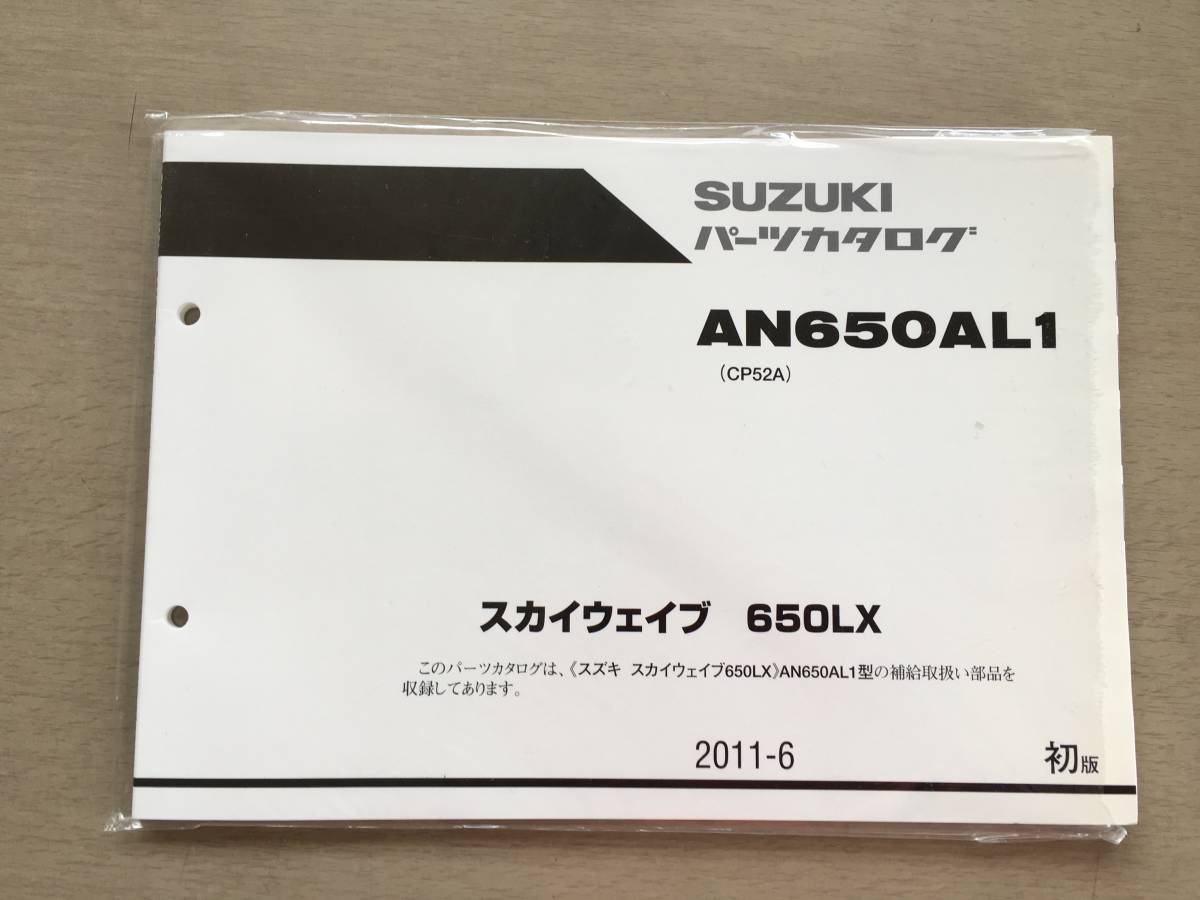 SUZUKI
パーツカタログ
AN650AL1
（CP52A）
スカイウェイブ 650LX
このパーツカタログは、《スズキ スカイウェイブ650LX》AN650AL1型の補給取扱い部品を
収録してあります。
2011-6 初版